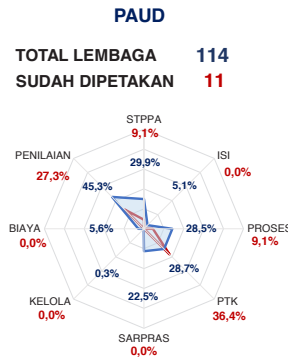 PAUD
TOTAL LEMBAGA 114
SUDAH DIPETAKAN 11
STPPA
9,1%
PENILAIAN
27,3%
ISI
0,0%
29,9%
45,3%
5,1%
BIAYA
0,0%
5,6%
28,5%
PROSES
9,1%
0,3%
28,7%
KELOLA
0,0%
22,5%
PTK
36,4%
SARPRAS
0,0%